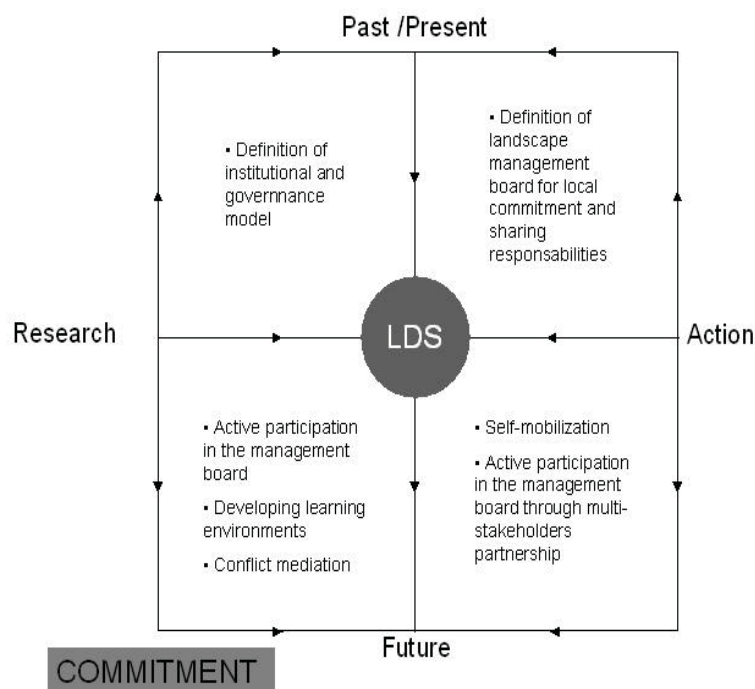 Past /Present
▪ Definition of
institutional and
governnance
model
▪ Definition of
landscape
management
board for local
commitment and
sharing
responsabilities
Research
LDS
Action
▪ Active participation
in the management
board
▪ Developing learning
environments
▪ Conflict mediation
▪ Self-mobilization
▪ Active participation
in the management
board through multi-
stakeholders
partnership
Future
COMMITMENT